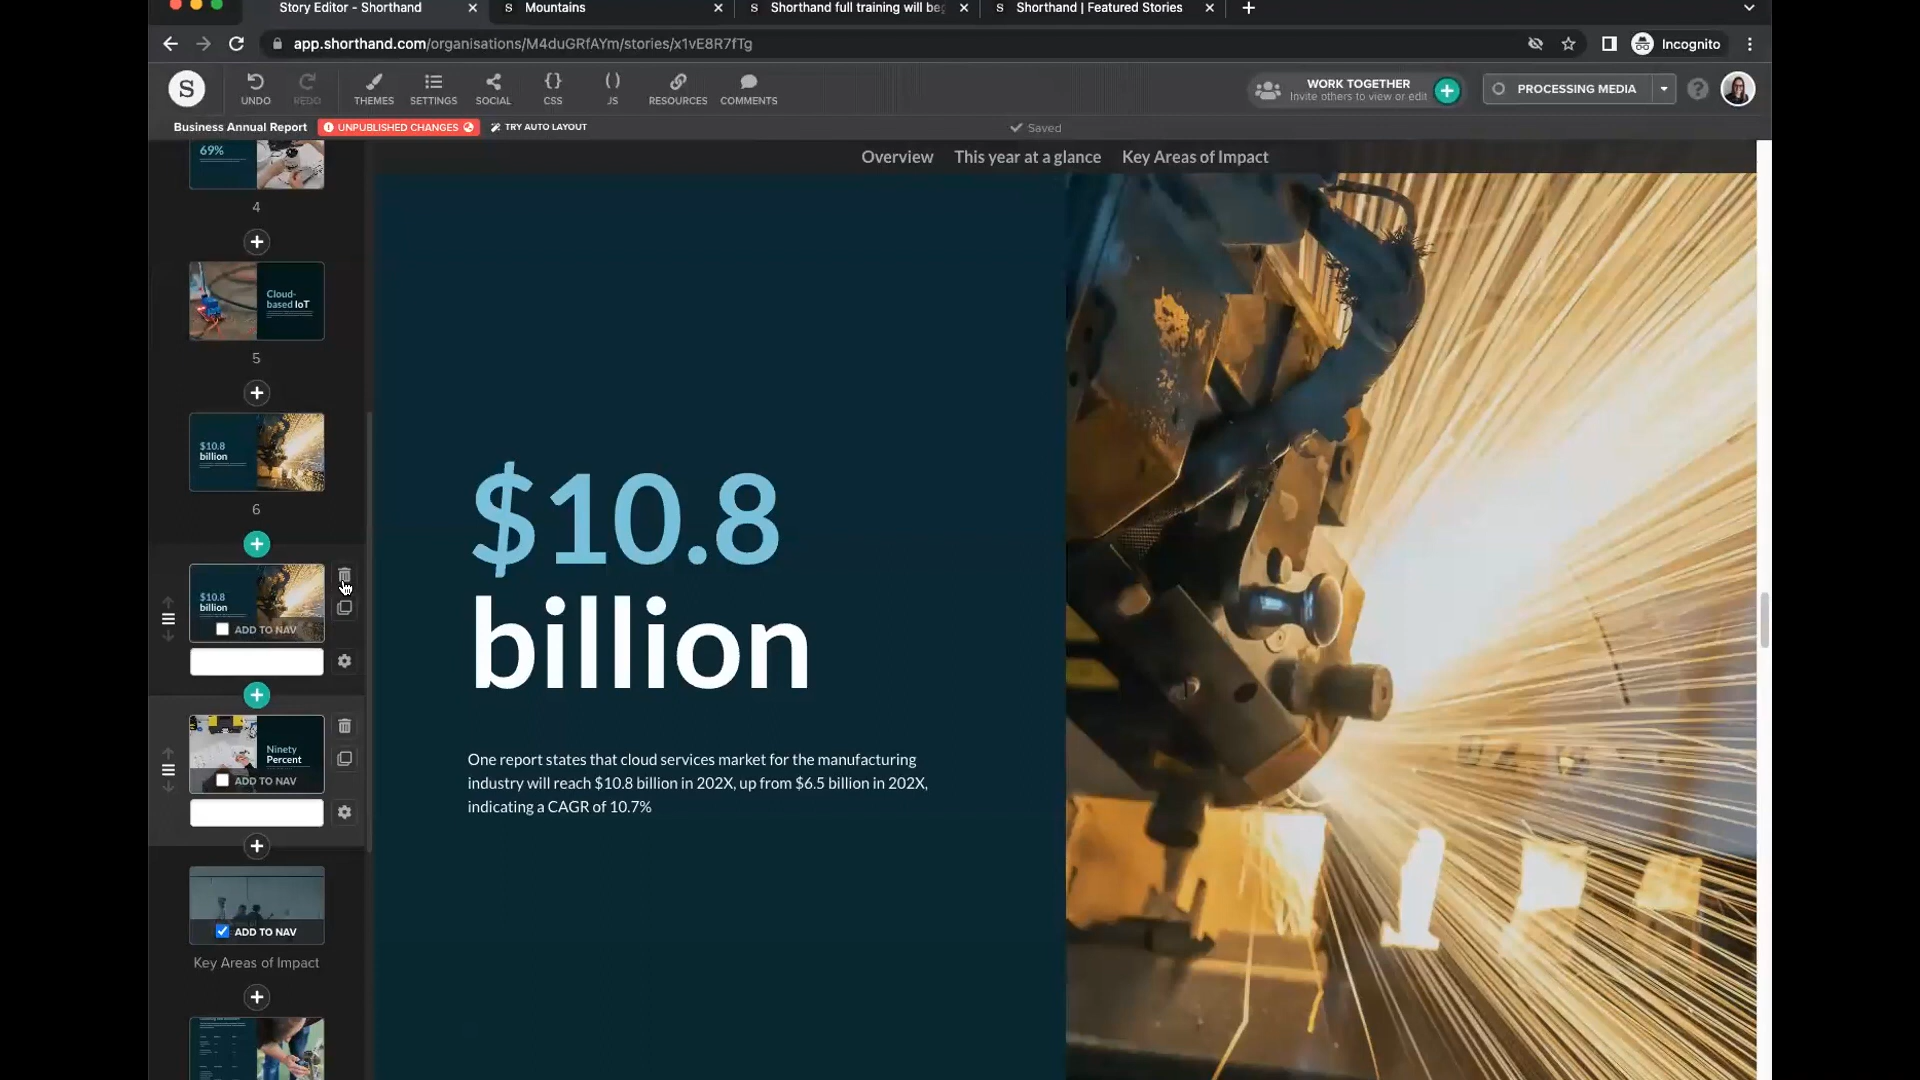 Story Editor - Shorthand
Mountains
Shorthand full training will be
Shorthand | Featured Stories
app.shorthand.com/organisations/M4duGRfAYm/stories/x1vE8R7fTg
Incognito
S
UNDO
REDO
THEMES
SETTINGS
SOCIAL
CSS
JS
RESOURCES
COMMENTS
WORK TOGETHER
Invite others to view or edit
PROCESSING MEDIA
Business Annual Report
UNPUBLISHED CHANGES
TRY AUTO LAYOUT
Saved
Overview
This year at a glance
Key Areas of Impact
69%
4
Cloud-
based IoT
5
$10.8
billion
6
$10.8
billion
ADD TO NAV
Ninety
Percent
ADD TO NAV
ADD TO NAV
Key Areas of Impact
$10.8
billion
One report states that cloud services market for the manufacturing
industry will reach $10.8 billion in 202X, up from $6.5 billion in 202X,
indicating a CAGR of 10.7%